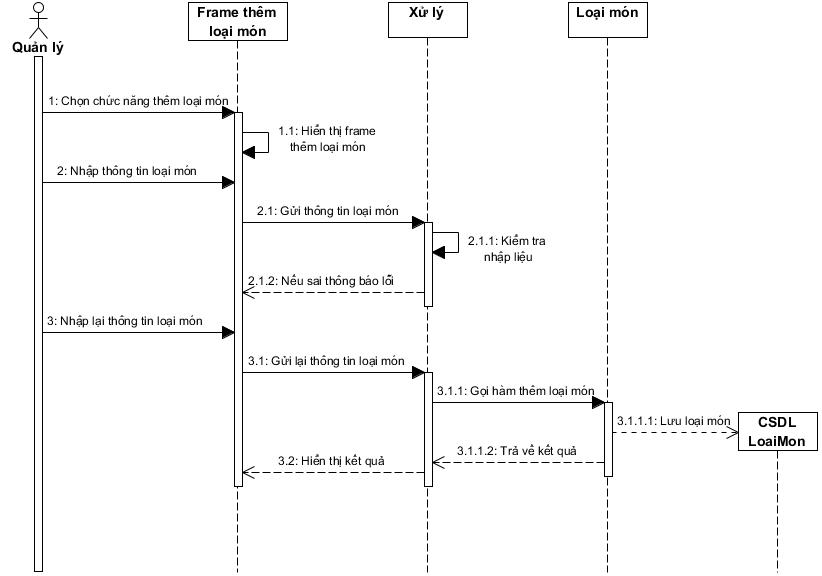 Frame thêm
loại món
Xử lý
Loại món
Quản lý
1: Chọn chức năng thêm loại món
1.1: Hiển thị frame
thêm loại món
2: Nhập thông tin loại món
2.1: Gửi thông tin loại món
2.1.1: Kiểm tra
nhập liệu
2.1.2: Nếu sai thông báo lỗi
3: Nhập lại thông tin loại món
3.1: Gửi lại thông tin loại món
3.1.1: Gọi hàm thêm loại món
3.1.1.1: Lưu loại món
CSDL
LoaiMon
3.1.1.2: Trả về kết quả
3.2: Hiển thị kết quả